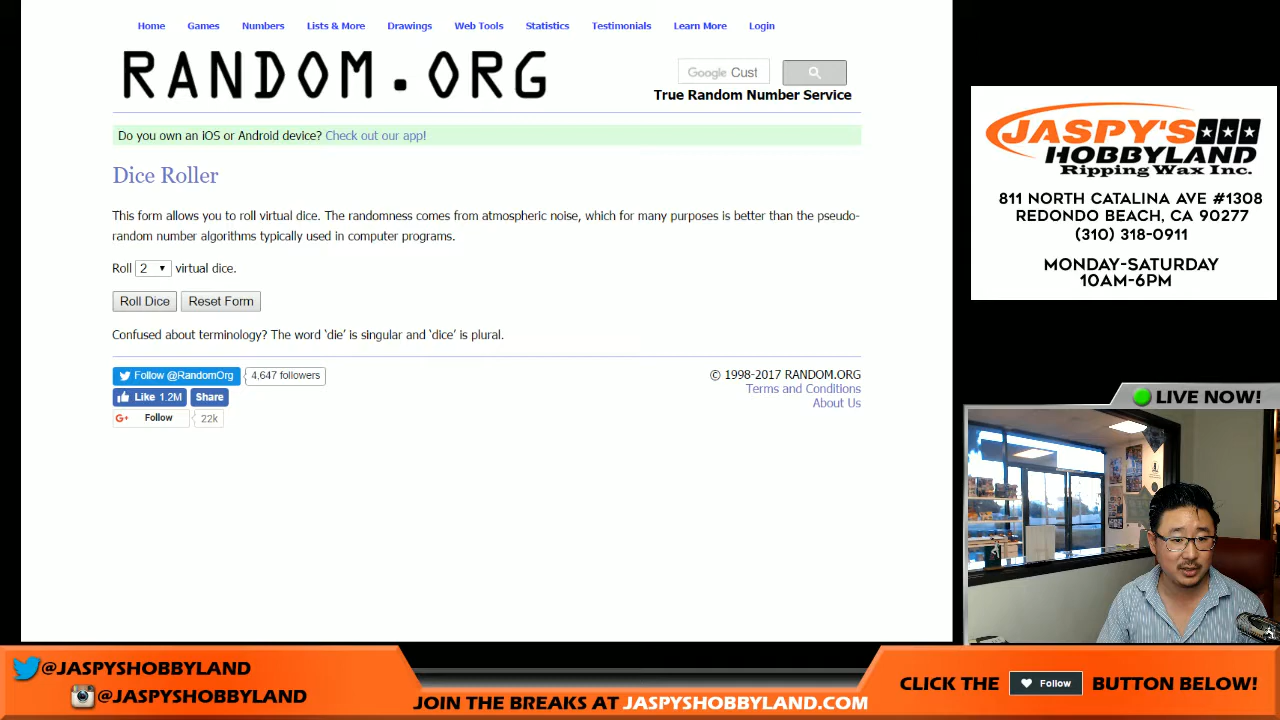 Home Games Numbers Lists & More Drawings Web Tools Statistics Testimonials Learn More Login
RANDOM.ORG
Google Cust
True Random Number Service
Do you own an iOS or Android device? Check out our app!
Dice Roller
This form allows you to roll virtual dice. The randomness comes from atmospheric noise, which for many purposes is better than the pseudo-
random number algorithms typically used in computer programs.
Roll 2 virtual dice.
Roll Dice Reset Form
Confused about terminology? The word ‘die’ is singular and ‘dice’ is plural.
Follow @RandomOrg 4,647 followers
Like 1.2M Share
G+ Follow 22k
© 1998-2017 RANDOM.ORG
Terms and Conditions
About Us
JASPY'S
HOBBYLAND
Ripping Wax Inc.
811 NORTH CATALINA AVE #1308
REDONDO BEACH, CA 90277
(310) 318-0911
MONDAY-SATURDAY
10AM-6PM
LIVE NOW!
@JASPYSHOBBYLAND
@JASPYSHOBBYLAND
JOIN THE BREAKS AT JASPYSHOBBYLAND.COM
CLICK THE Follow BUTTON BELOW!